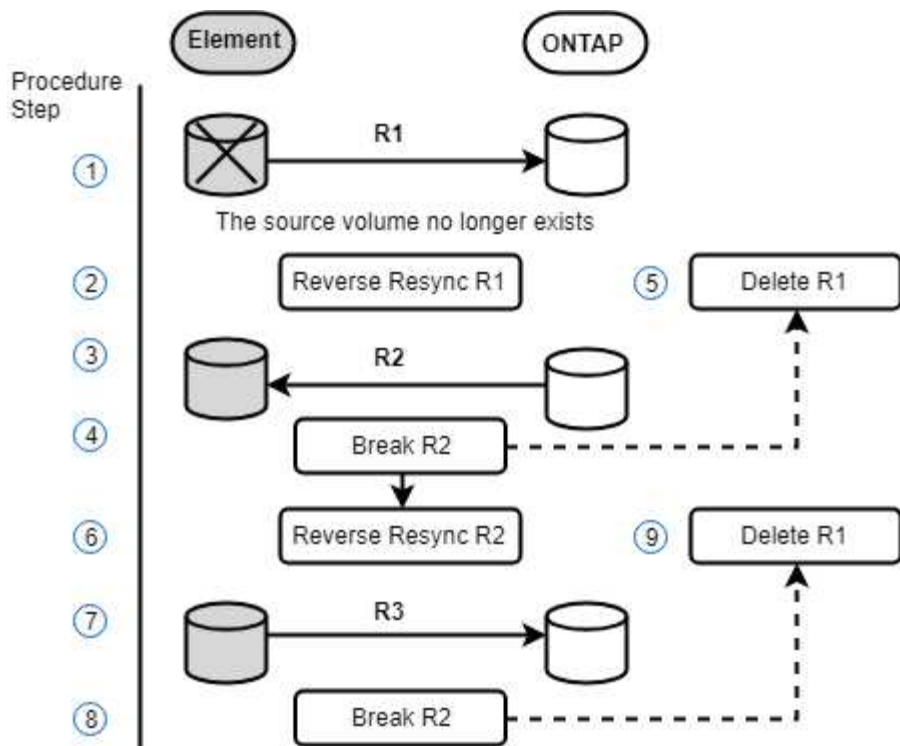 Element
ONTAP
Procedure
Step
R1
1
The source volume no longer exists
2
Reverse Resync R1
5
Delete R1
3
R2
4
Break R2
6
Reverse Resync R2
9
Delete R1
7
R3
8
Break R2